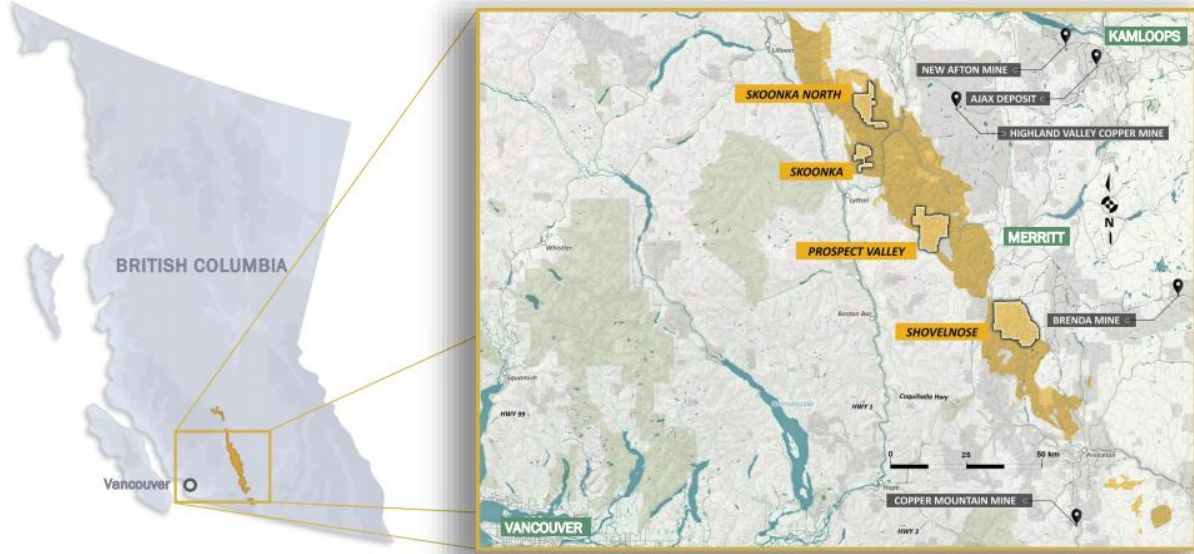 BRITISH COLUMBIA
Vancouver
KAMLOOPS
NEW AFTON MINE
AJAX DEPOSIT
HIGHLAND VALLEY COPPER MINE
Lillooet
SKOONKA NORTH
SKOONKA
Lytton
N
MERRITT
Whistler
PROSPECT VALLEY
BRENDA MINE
Boston Bar
SHOVELNOSE
Squamish
HWY 99
HWY 1
Coquihalla Hwy
0 25 50 km
Princeton
Hope
COPPER MOUNTAIN MINE
VANCOUVER
HWY 3